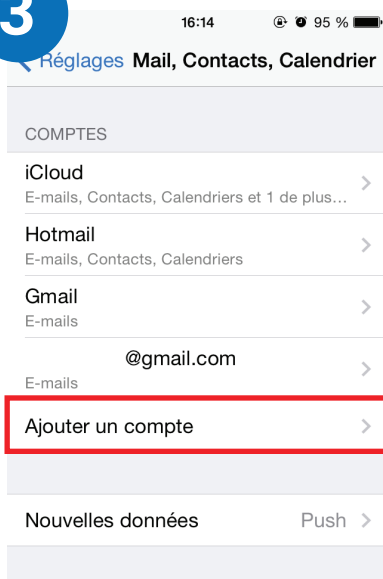 3
16:14 95 %
Réglages Mail, Contacts, Calendrier
COMPTES
iCloud
E-mails, Contacts, Calendriers et 1 de plus...
Hotmail
E-mails, Contacts, Calendriers
Gmail
E-mails
@gmail.com
E-mails
Ajouter un compte
Nouvelles données Push